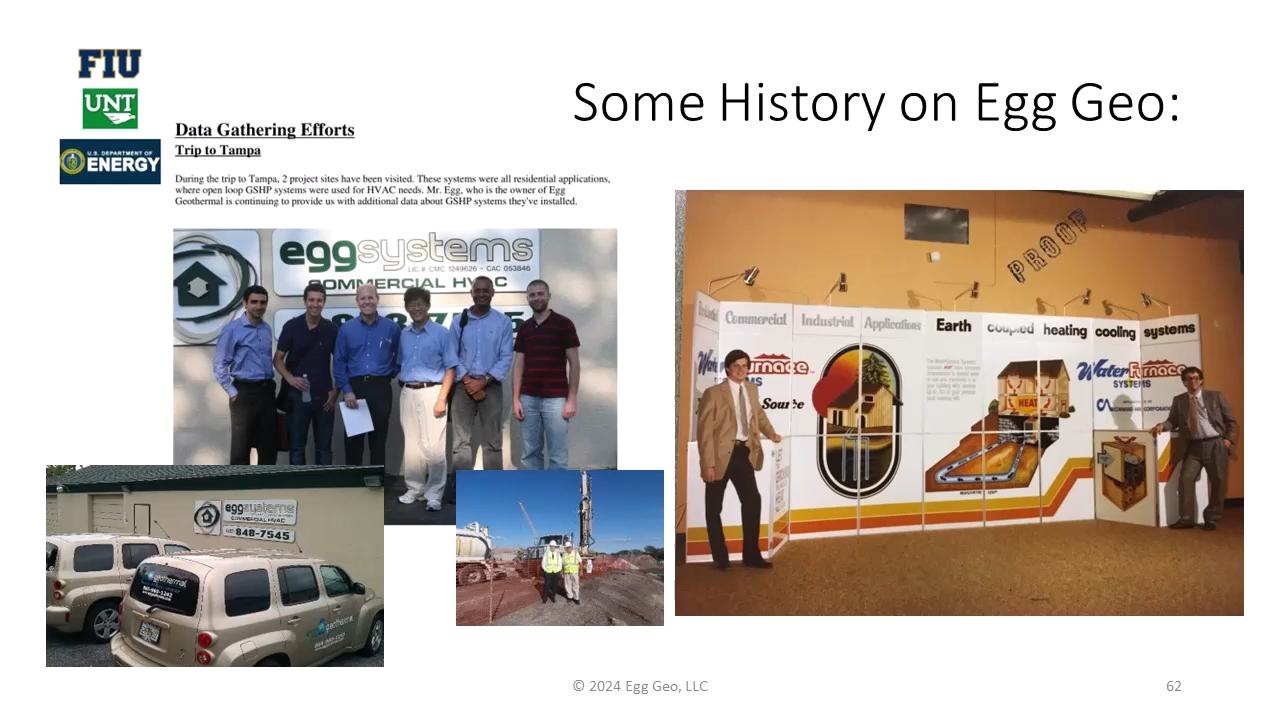 FIU
UNT
U.S. DEPARTMENT OF
ENERGY
Some History on Egg Geo:
Data Gathering Efforts
Trip to Tampa
During the trip to Tampa, 2 project sites have been visited. These systems were all residential applications,
where open loop GSHP systems were used for HVAC needs. Mr. Egg, who is the owner of Egg
Geothermal is continuing to provide us with additional data about GSHP systems they've installed.
eggsystems
LIC.# CMC 1249626 - CAC 053846
COMMERCIAL HVAC
eggsystems
COMMERCIAL HVAC
848-7545
geothermal
geothermal
PROOF
Commercial Industrial Applications Earth coupled heating cooling systems
Furnace
Source
HEAT
WaterFurnace
SYSTEMS
© 2024 Egg Geo, LLC
62